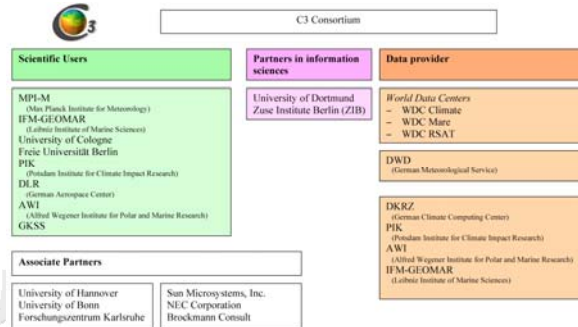 3
C3 Consortium
Scientific Users
MPI-M
(Max Planck Institute for Meteorology)
IFM-GEOMAR
(Leibniz Institute of Marine Sciences)
University of Cologne
Freie Universität Berlin
PIK
(Potsdam Institute for Climate Impact Research)
DLR
(German Aerospace Center)
AWI
(Alfred Wegener Institute for Polar and Marine Research)
GKSS
Partners in information
sciences
University of Dortmund
Zuse Institute Berlin (ZIB)
Data provider
World Data Centers
– WDC Climate
– WDC Mare
– WDC RSAT
DWD
(German Meteorological Service)
DKRZ
(German Climate Computing Center)
PIK
(Potsdam Institute for Climate Impact Research)
AWI
(Alfred Wegener Institute for Polar and Marine Research)
IFM-GEOMAR
(Leibniz Institute of Marine Sciences)
Associate Partners
University of Hannover
University of Bonn
Forschungszentrum Karlsruhe
Sun Microsystems, Inc.
NEC Corporation
Brockmann Consult